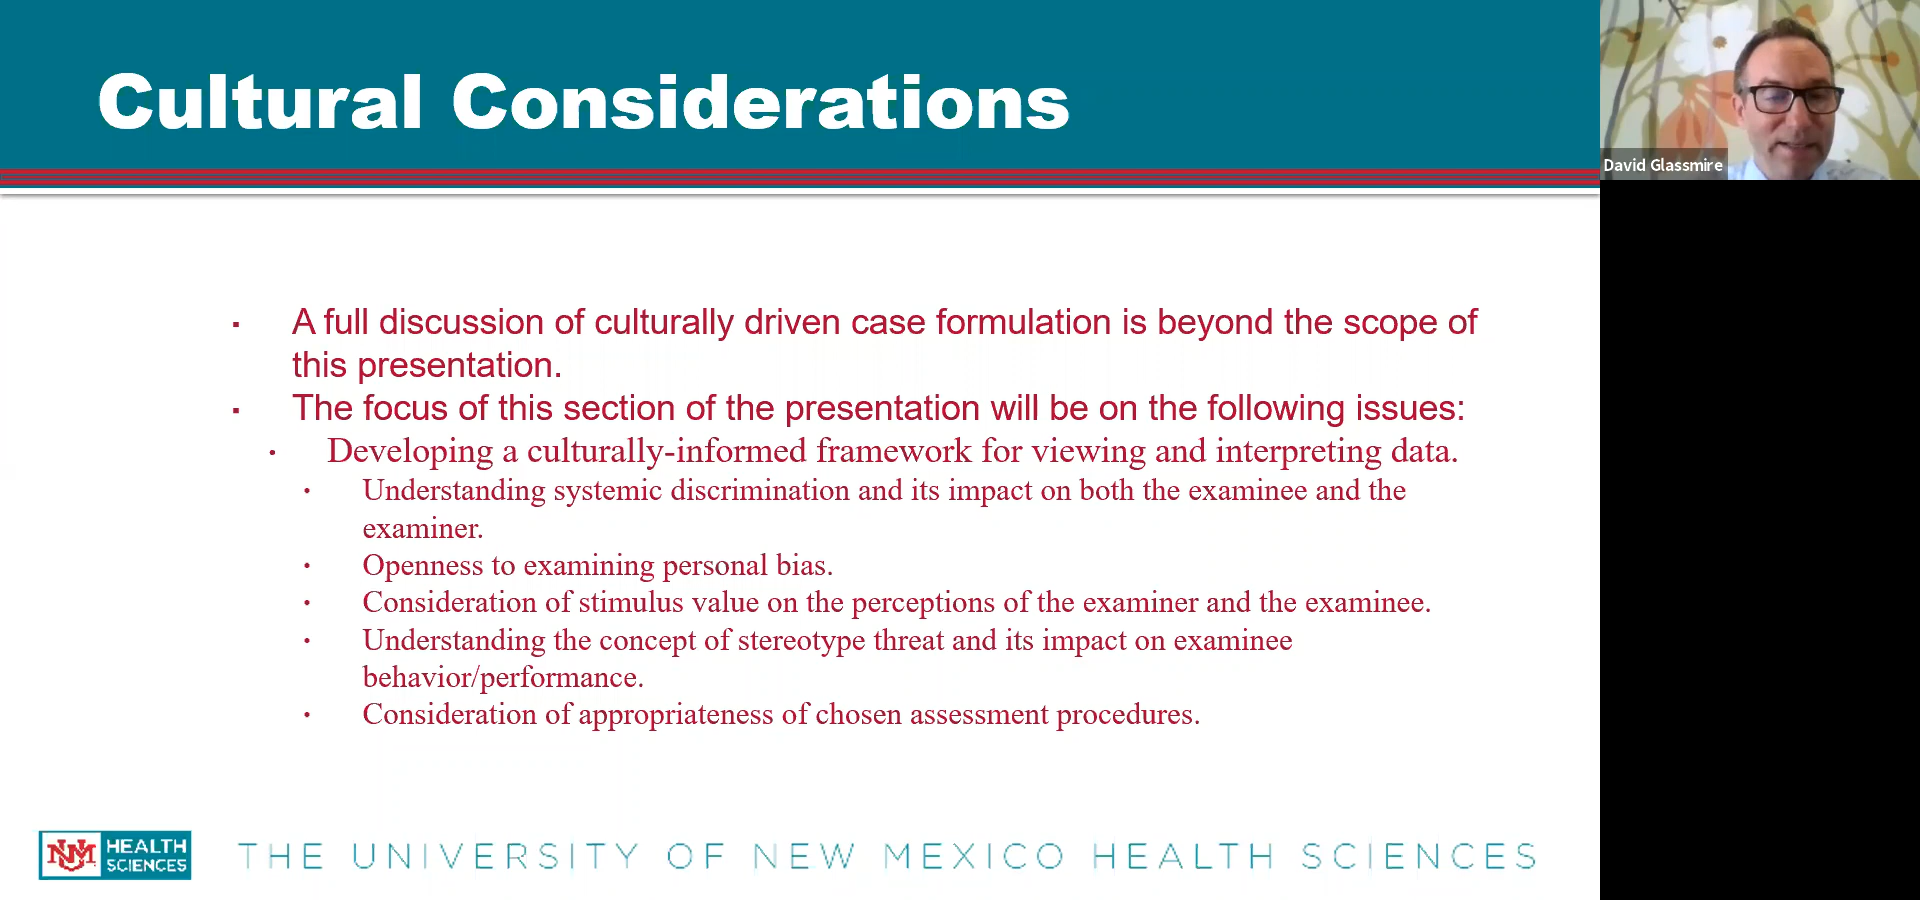 Cultural Considerations
David Glassmire
▪ A full discussion of culturally driven case formulation is beyond the scope of
this presentation.
▪ The focus of this section of the presentation will be on the following issues:
• Developing a culturally-informed framework for viewing and interpreting data.
• Understanding systemic discrimination and its impact on both the examinee and the
examiner.
• Openness to examining personal bias.
• Consideration of stimulus value on the perceptions of the examiner and the examinee.
• Understanding the concept of stereotype threat and its impact on examinee
behavior/performance.
• Consideration of appropriateness of chosen assessment procedures.
UNM HEALTH
SCIENCES
THE UNIVERSITY OF NEW MEXICO HEALTH SCIENCES